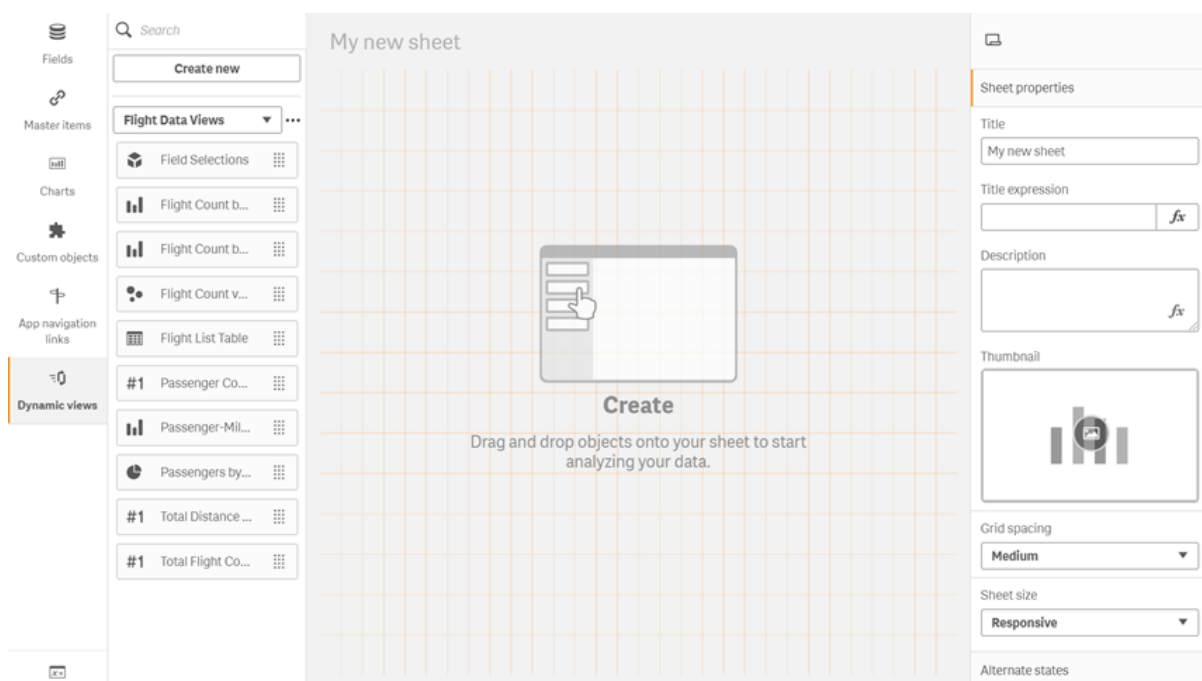 Fields
Master items
Charts
Custom objects
App navigation
links
Dynamic views
Search
Create new
Flight Data Views
Field Selections
Flight Count b...
Flight Count b...
Flight Count v...
Flight List Table
#1 Passenger Co...
Passenger-Mil...
Passengers by...
#1 Total Distance ...
#1 Total Flight Co...
My new sheet
Create
Drag and drop objects onto your sheet to start
analyzing your data.
Sheet properties
Title
My new sheet
Title expression
fx
Description
fx
Thumbnail
Grid spacing
Medium
Sheet size
Responsive
Alternate states